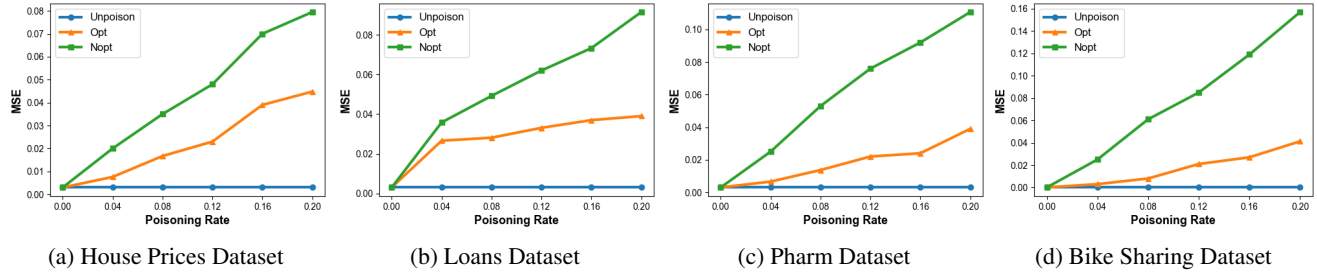 Unpoison
Opt
Nopt
0.08
0.07
0.06
0.05
0.04
0.03
0.02
0.01
0.00
MSE
0.00 0.04 0.08 0.12 0.16 0.20
Poisoning Rate
(a) House Prices Dataset
Unpoison
Opt
Nopt
0.08
0.06
0.04
0.02
0.00
MSE
0.00 0.04 0.08 0.12 0.16 0.20
Poisoning Rate
(b) Loans Dataset
Unpoison
Opt
Nopt
0.10
0.08
0.06
0.04
0.02
0.00
MSE
0.00 0.04 0.08 0.12 0.16 0.20
Poisoning Rate
(c) Pharm Dataset
Unpoison
Opt
Nopt
0.16
0.14
0.12
0.10
0.08
0.06
0.04
0.02
0.00
MSE
0.00 0.04 0.08 0.12 0.16 0.20
Poisoning Rate
(d) Bike Sharing Dataset